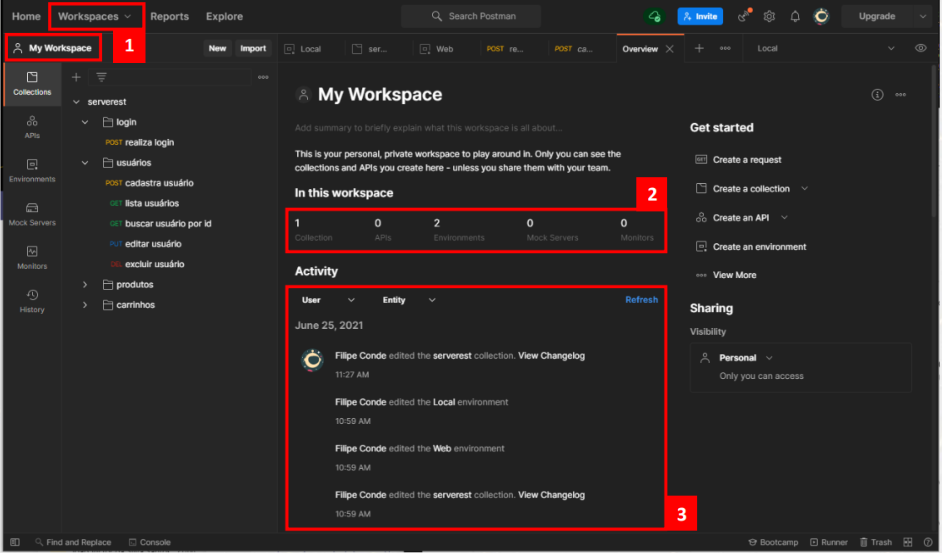 Home Workspaces Reports Explore Search Postman Invite Upgrade
My Workspace 1 New Import Local ser... Web POST re... POST ca... Overview Local
Collections
APIs
Environments
Mock Servers
Monitors
History
serverest
login
POST realiza login
usuários
POST cadastra usuário
GET lista usuários
GET buscar usuário por id
PUT editar usuário
DEL excluir usuário
produtos
carrinhos
My Workspace
Add summary to briefly explain what this workspace is all about...
This is your personal, private workspace to play around in. Only you can see the
collections and APIs you create here - unless you share them with your team.
In this workspace
2
1 0 2 0 0
Collection APIs Environments Mock Servers Monitors
Activity
User Entity Refresh
June 25, 2021
Filipe Conde edited the serverest collection. View Changelog
11:27 AM
Filipe Conde edited the Local environment
10:59 AM
Filipe Conde edited the Web environment
10:59 AM
Filipe Conde edited the serverest collection. View Changelog
10:59 AM
3
Get started
GET Create a request
Create a collection
Create an API
Create an environment
View More
Sharing
Visibility
Personal
Only you can access
Find and Replace Console Bootcamp Runner Trash